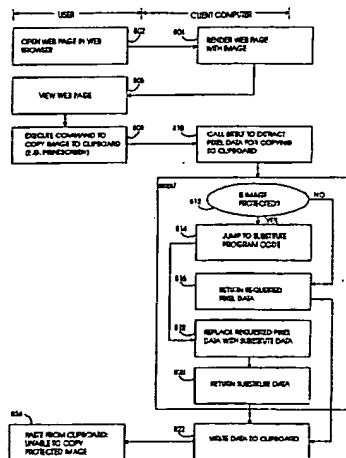 USER
CLIENT COMPUTER
802
OPEN WEB PAGE IN WEB
BROWSER
804
RENDER WEB PAGE
WITH IMAGE
806
VIEW WEB PAGE
808
EXECUTE COMMAND TO
COPY IMAGE TO CLIPBOARD
(E.G. PRINTSCREEN)
810
CALL BITBLT TO EXTRACT
PIXEL DATA FOR COPYING
TO CLIPBOARD
812
IS IMAGE
PROTECTED?
NO
YES
814
JUMP TO SUBSTITUTE
PROGRAM CODE
816
RETURN REQUESTED
PIXEL DATA
REPLACE REQUESTED PIXEL
DATA WITH SUBSTITUTE DATA
RETURN SUBSTITUTE DATA
822
WRITE DATA TO CLIPBOARD
824
PASTE FROM CLIPBOARD:
UNABLE TO COPY
PROTECTED IMAGE